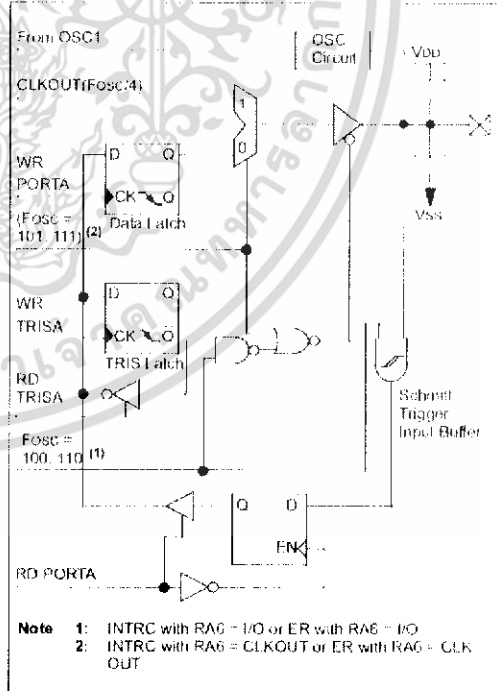 From OSC1
OSC
Circuit
VDD
CLKOUT(Fosc/4)
1
0
D Q
WR
PORTA
CK Q
VSS
(Fosc =
101, 111) (2)
Data Latch
D Q
WR
TRISA
CK Q
TRIS Latch
RD
TRISA
Schmitt
Trigger
Input Buffer
Fosc =
100, 110 (1)
Q D
EN
RD PORTA
Note 1: INTRC with RA6 = I/O or ER with RA6 = I/O
2: INTRC with RA6 = CLKOUT or ER with RA6 = CLK
OUT